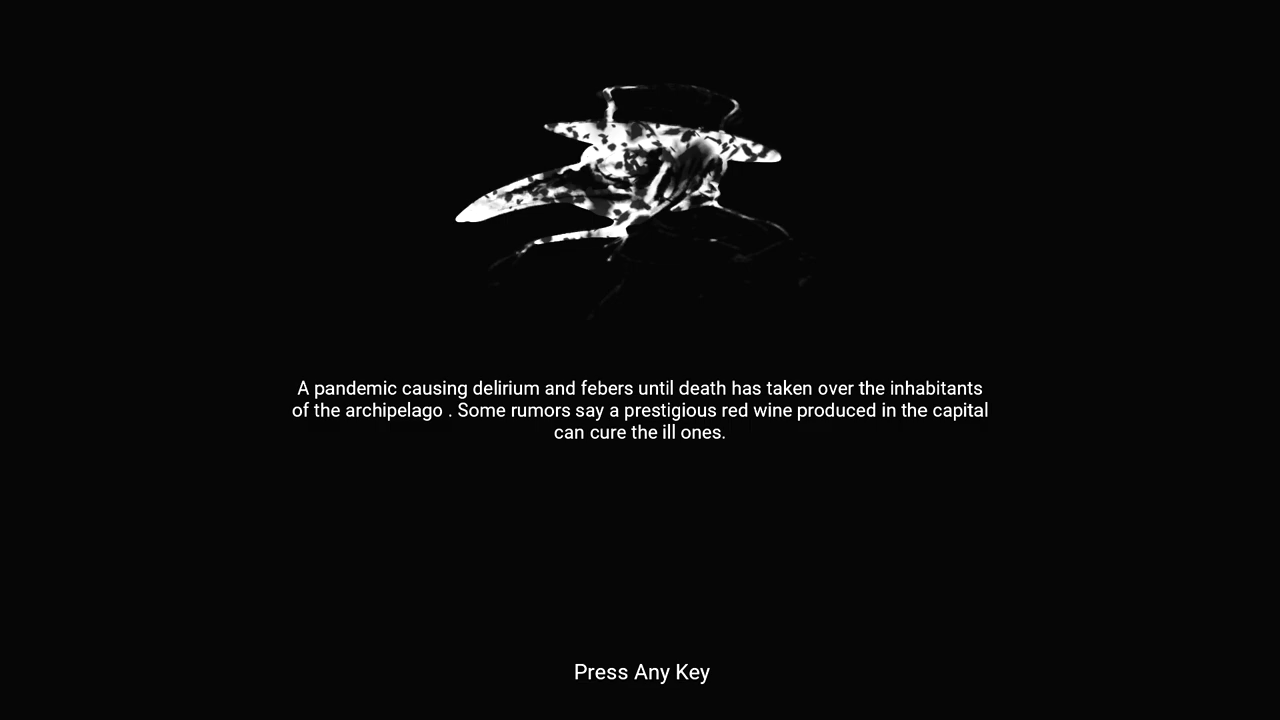 A pandemic causing delirium and febers until death has taken over the inhabitants
of the archipelago . Some rumors say a prestigious red wine produced in the capital
can cure the ill ones.
Press Any Key